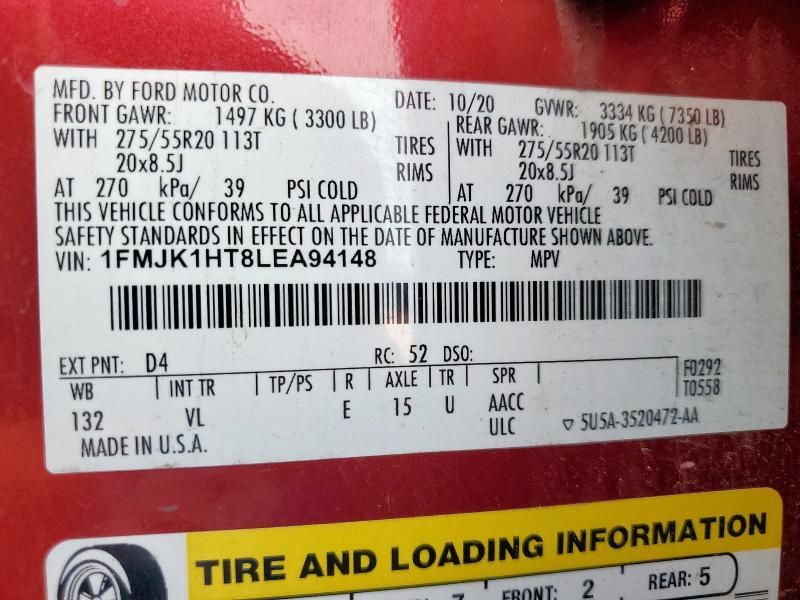 MFD. BY FORD MOTOR CO. DATE: 10/20 GVWR: 3334 KG ( 7350 LB)
FRONT GAWR: 1497 KG ( 3300 LB) REAR GAWR: 1905 KG ( 4200 LB)
WITH 275/55R20 113T TIRES WITH 275/55R20 113T TIRES
20x8.5J RIMS 20x8.5J RIMS
AT 270 kPa/ 39 PSI COLD AT 270 kPa/ 39 PSI COLD
THIS VEHICLE CONFORMS TO ALL APPLICABLE FEDERAL MOTOR VEHICLE
SAFETY STANDARDS IN EFFECT ON THE DATE OF MANUFACTURE SHOWN ABOVE.
VIN: 1FMJK1HT8LEA94148 TYPE: MPV
EXT PNT: D4 RC: 52 DSO:
WB INT TR TP/PS R AXLE TR SPR F0292
T0558
132 VL E 15 U AACC
ULC ▽ 5U5A-3520472-AA
MADE IN U.S.A.
TIRE AND LOADING INFORMATION
FRONT: 2 REAR: 5